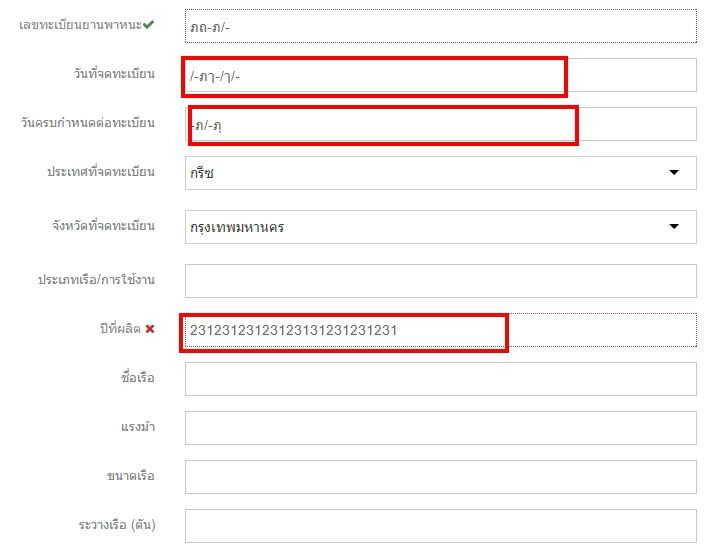 เลขทะเบียนยานพาหนะ ภถ-ภ/-
วันที่จดทะเบียน /-ภๅ-/ๅ/-
วันครบกำหนดต่อทะเบียน -ภ/-ภุ
ประเทศที่จดทะเบียน กรีซ
จังหวัดที่จดทะเบียน กรุงเทพมหานคร
ประเภทเรือ/การใช้งาน
ปีที่ผลิต 23123123123123131231231231
ชื่อเรือ
แรงม้า
ขนาดเรือ
ระวางเรือ (ตัน)